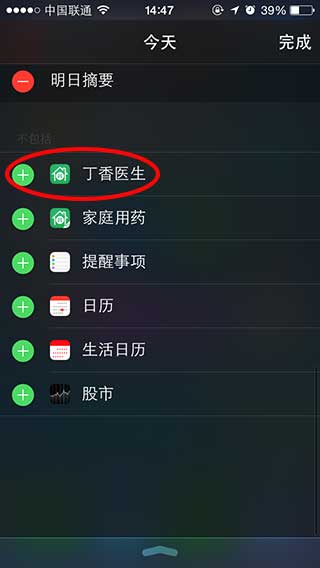 中国联通 14:47 39%
今天 完成
明日摘要
不包括
丁香医生
家庭用药
提醒事项
日历
生活日历
股市